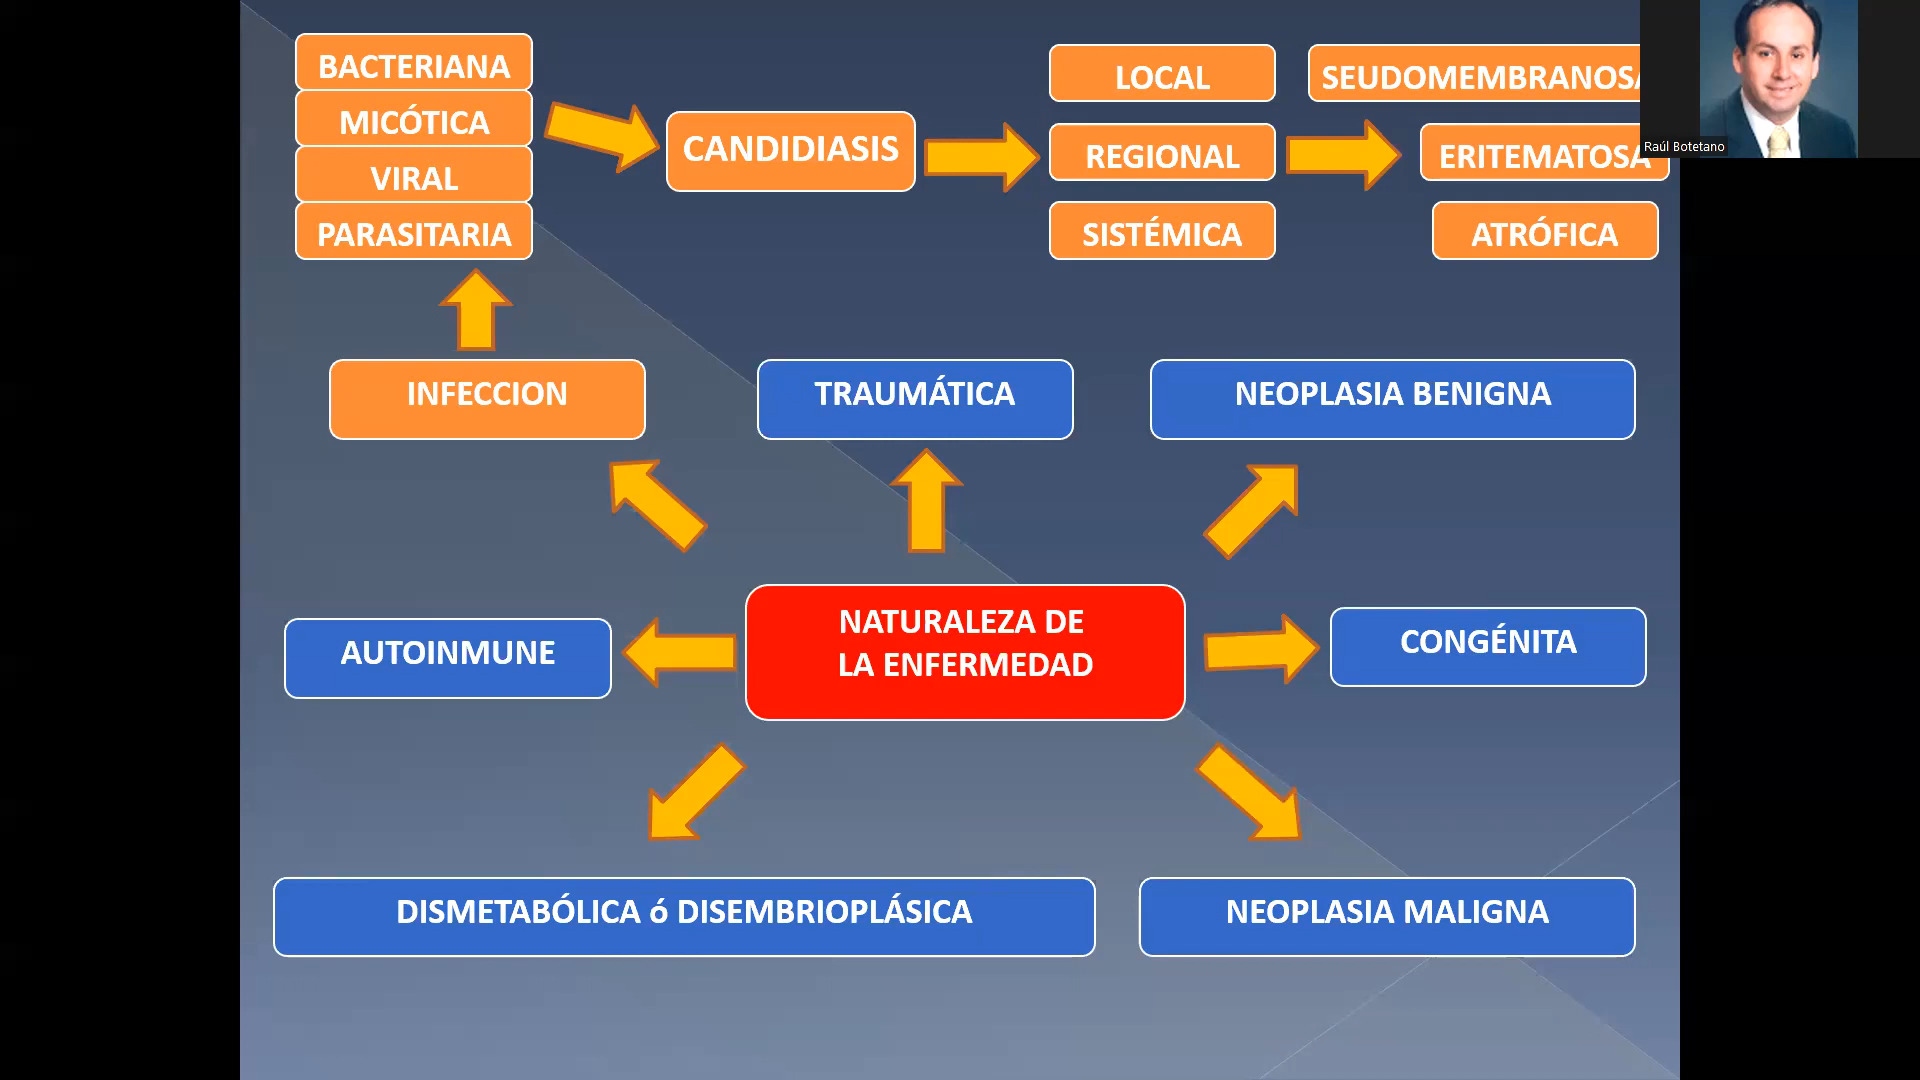 BACTERIANA
MICÓTICA
VIRAL
PARASITARIA
CANDIDIASIS
LOCAL
REGIONAL
SISTÉMICA
SEUDOMEMBRANOSA
ERITEMATOSA
ATRÓFICA
Raúl Botetano
INFECCION
TRAUMÁTICA
NEOPLASIA BENIGNA
AUTOINMUNE
NATURALEZA DE
LA ENFERMEDAD
CONGÉNITA
DISMETABÓLICA ó DISEMBRIOPLÁSICA
NEOPLASIA MALIGNA